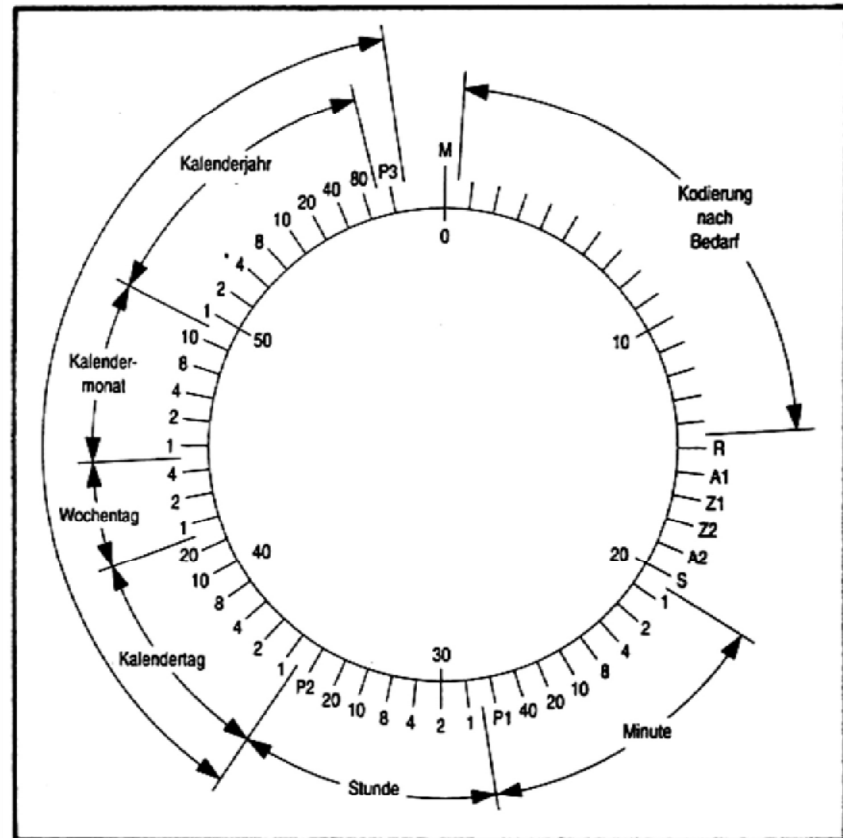 M
0
Kodierung
nach
Bedarf
10
R
A1
Z1
Z2
A2
20
S
1
2
4
8
10
20
40
P1
Minute
1
2
30
4
8
10
20
P2
Stunde
1
2
4
8
10
40
20
Kalendertag
1
2
4
Wochentag
1
2
4
8
10
Kalender-
monat
50
1
2
4
8
10
20
40
80
P3
Kalenderjahr